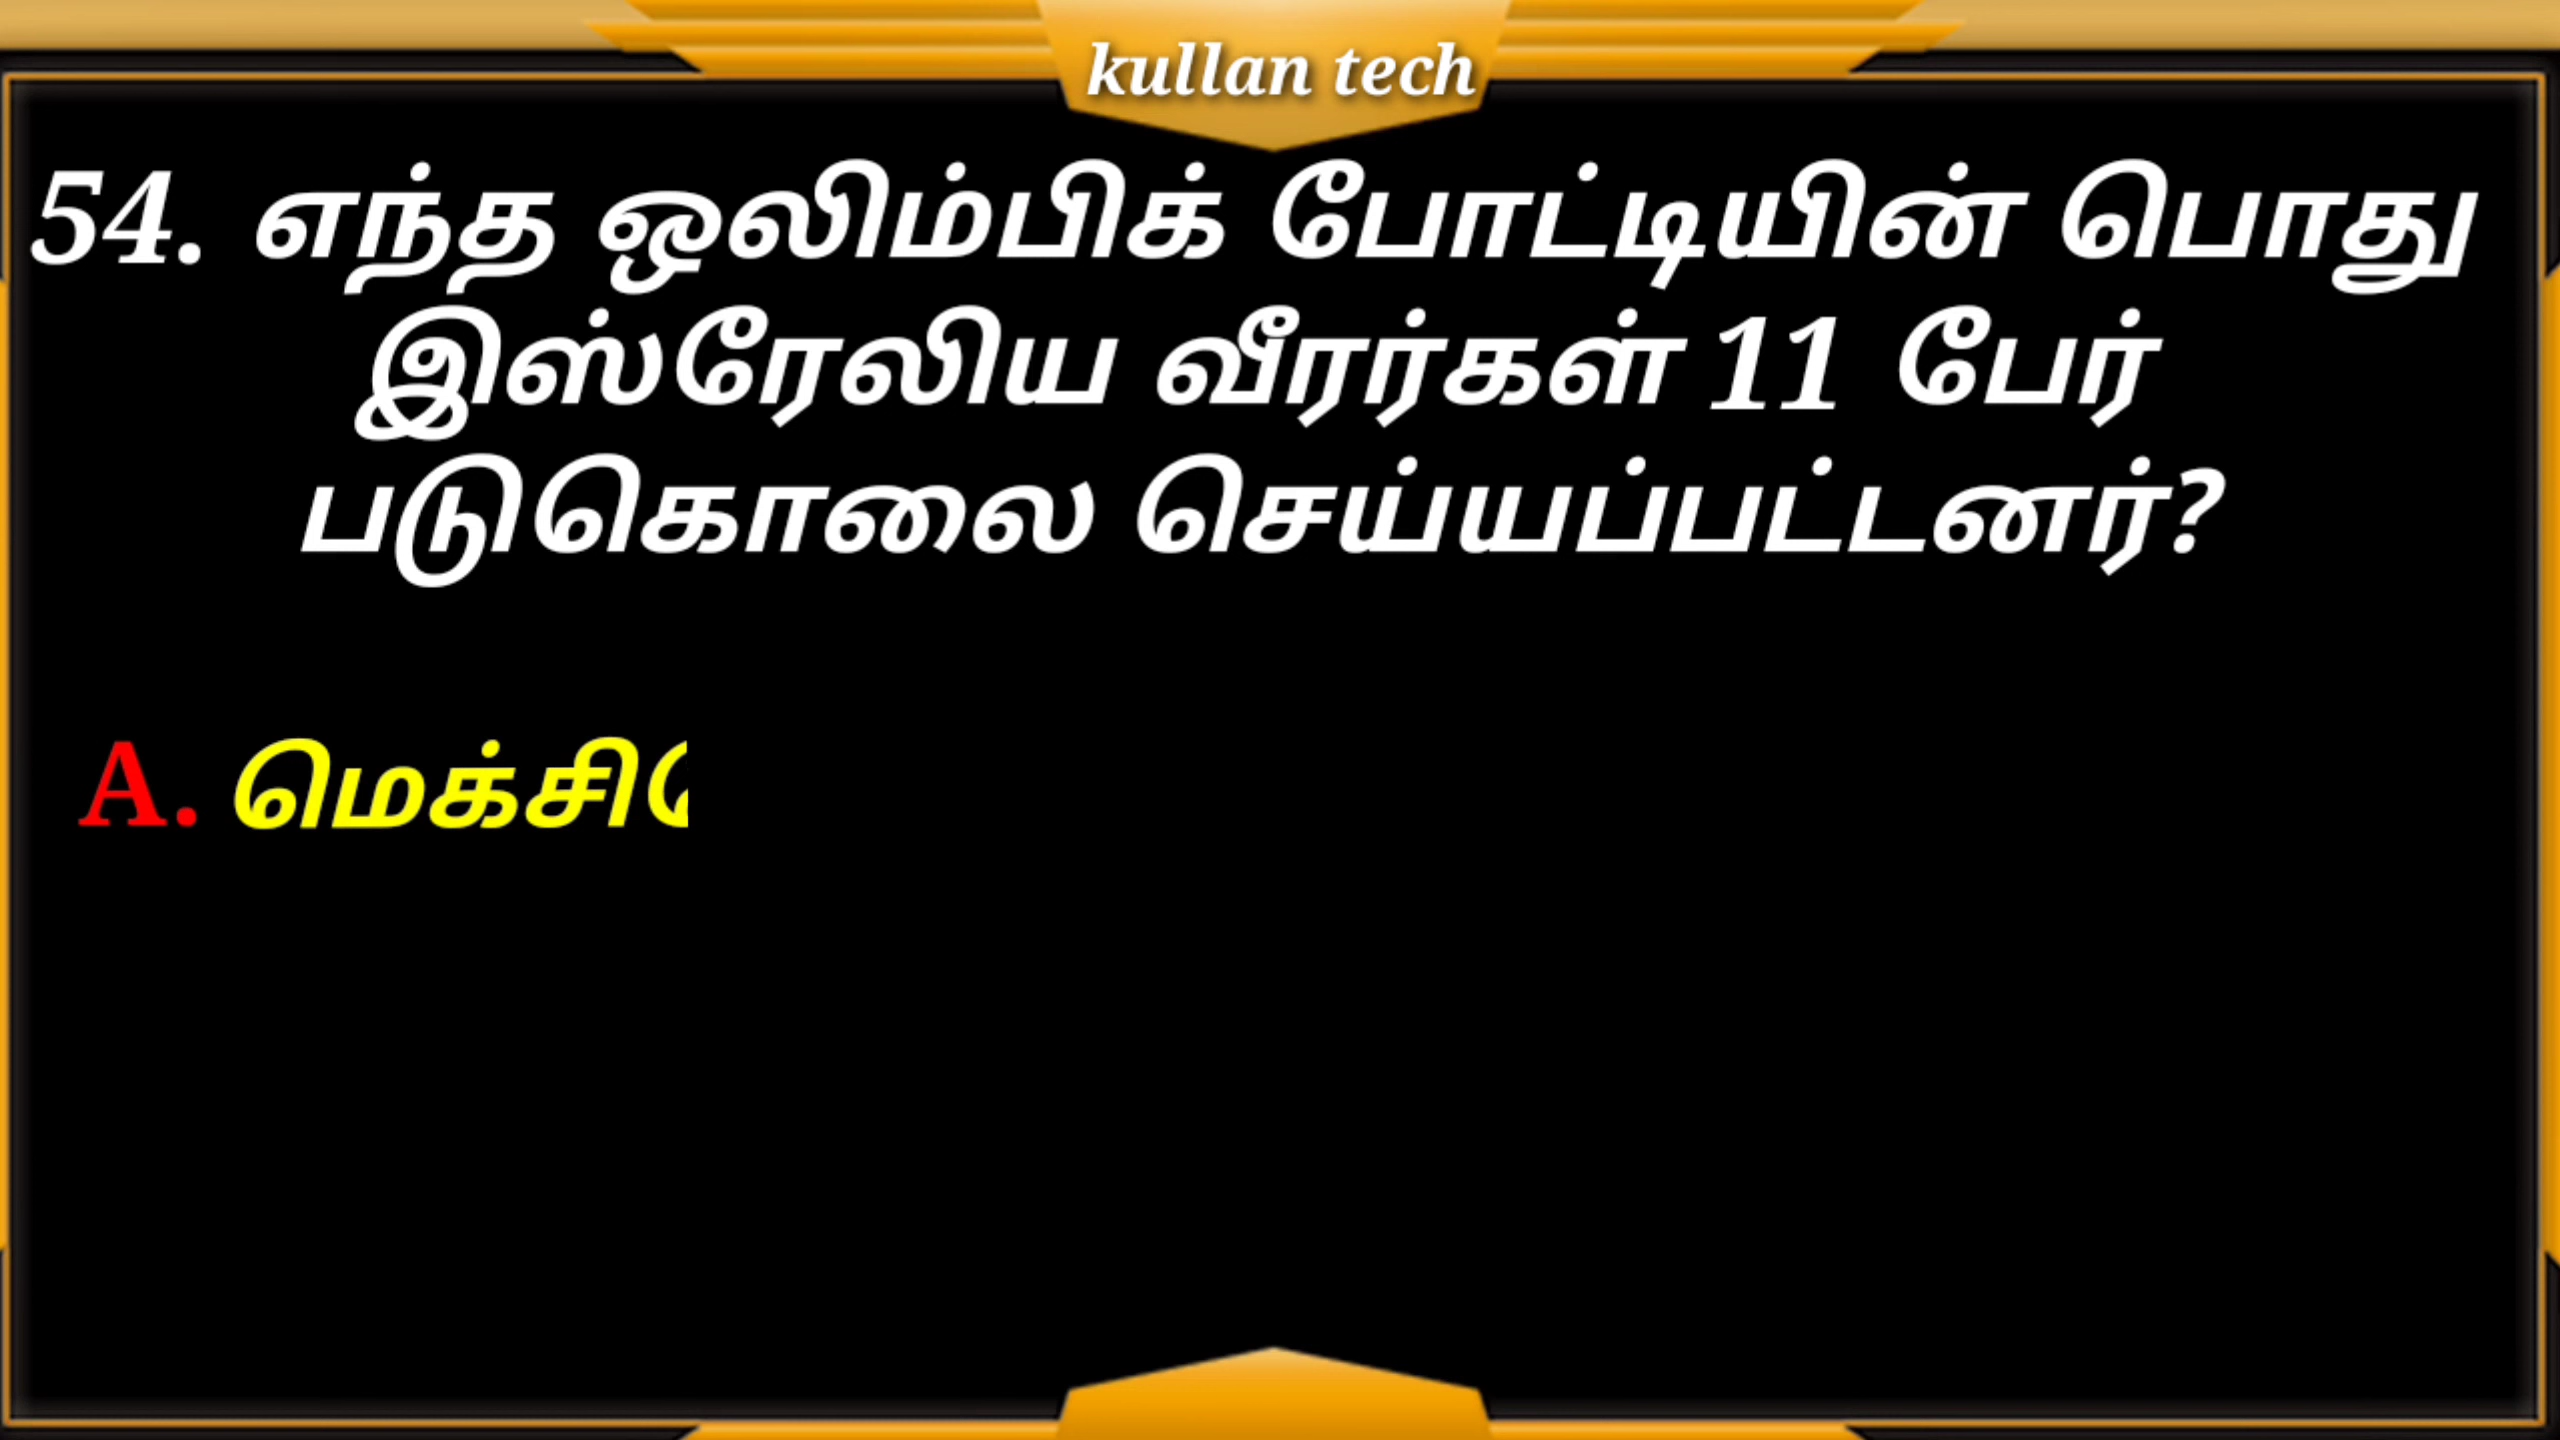 kullan tech
54. எந்த ஒலிம்பிக் போட்டியின் பொது
இஸ்ரேலிய வீரர்கள் 11 பேர்
படுகொலை செய்யப்பட்டனர்?
A.